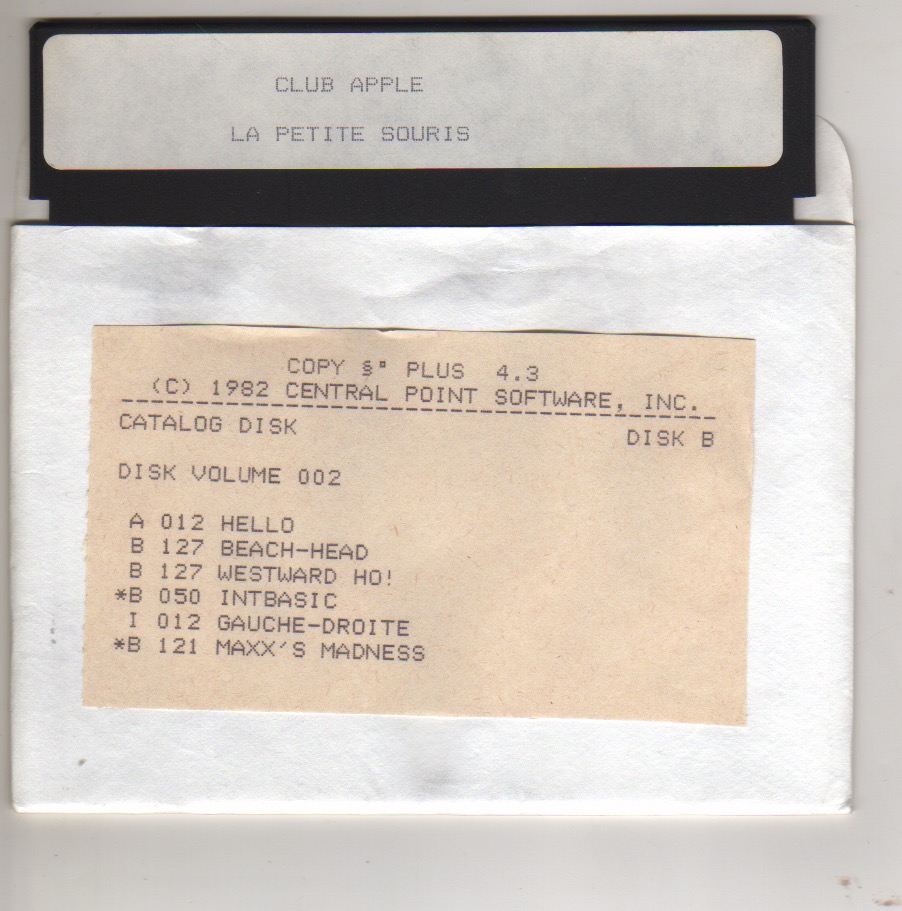 CLUB APPLE
LA PETITE SOURIS
COPY §" PLUS 4.3
(C) 1982 CENTRAL POINT SOFTWARE, INC.
CATALOG DISK DISK B
DISK VOLUME 002
A 012 HELLO
B 127 BEACH-HEAD
B 127 WESTWARD HO!
*B 050 INTBASIC
I 012 GAUCHE-DROITE
*B 121 MAXX'S MADNESS